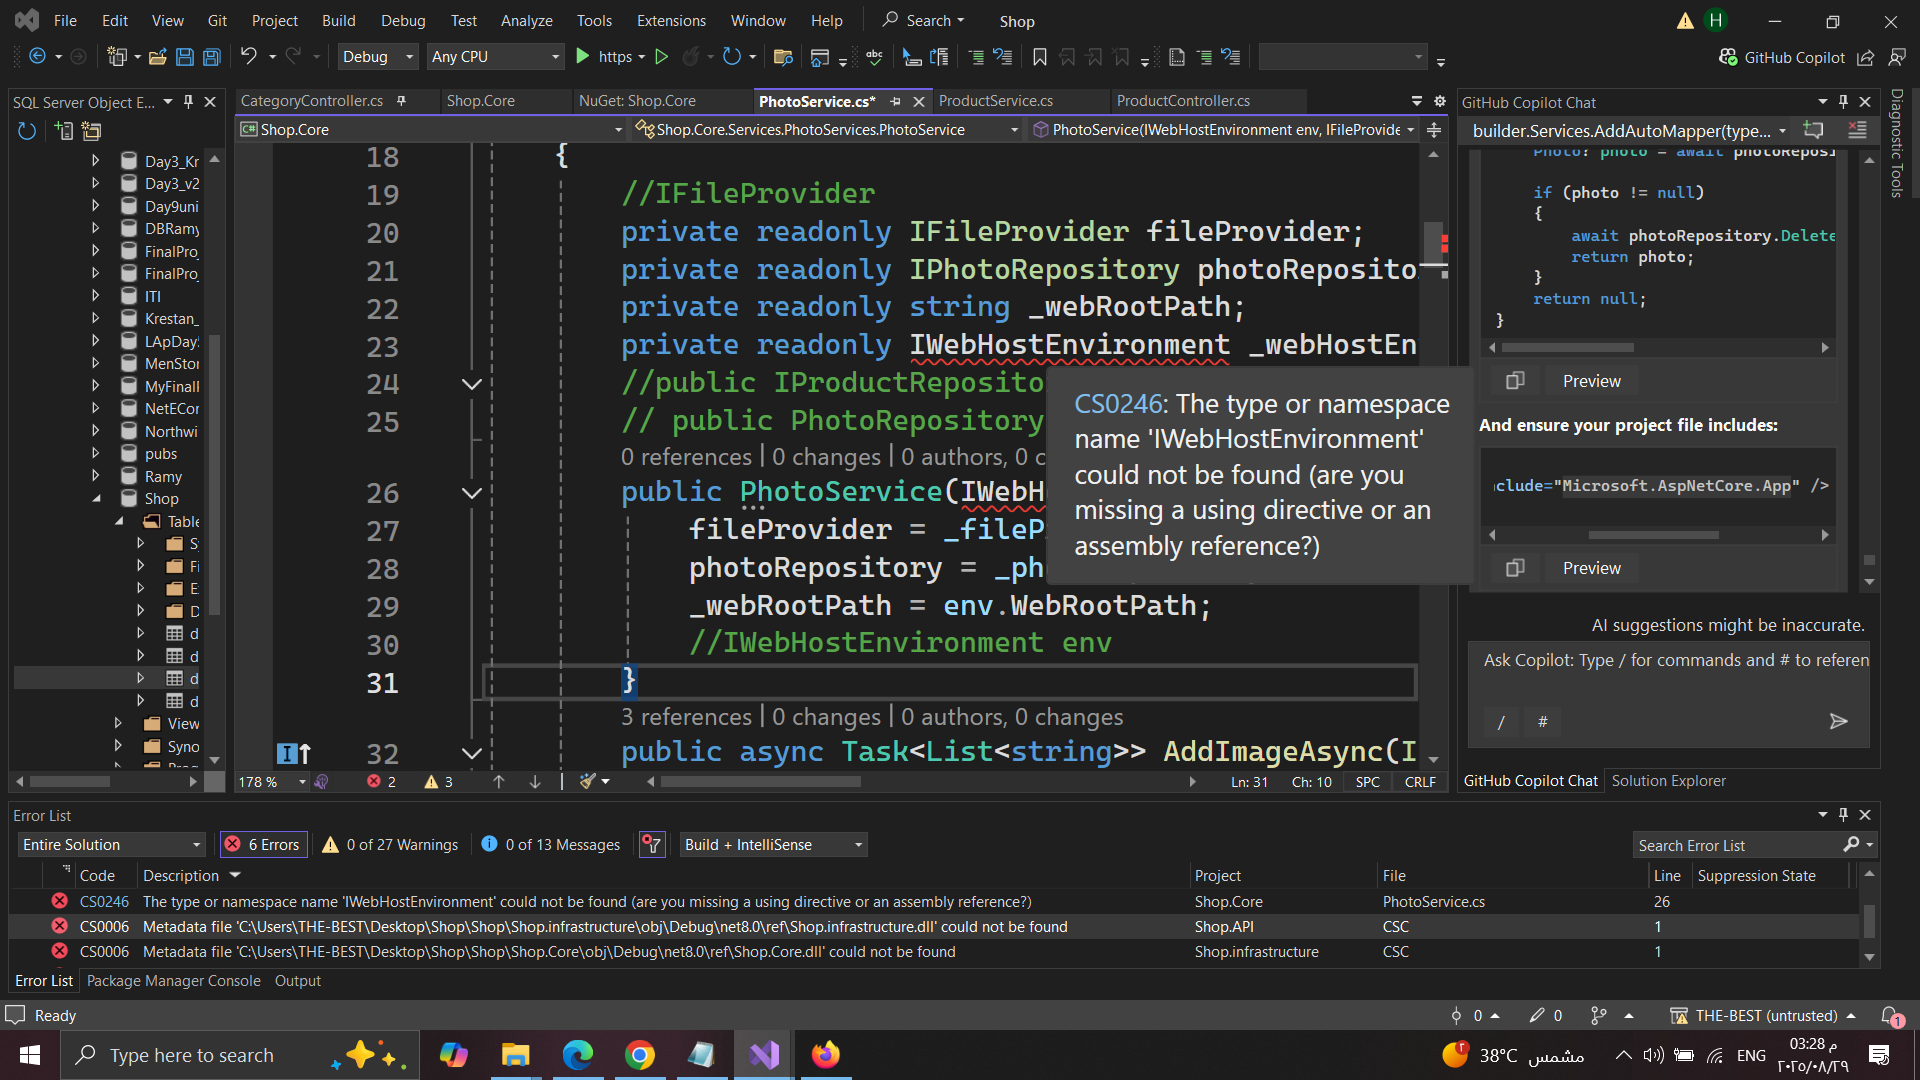 File Edit View Git Project Build Debug Test Analyze Tools Extensions Window Help Search Shop H
Debug Any CPU https GitHub Copilot
SQL Server Object E...
Day3_Kr
Day3_v2
Day9uni
DBRamy
FinalPro_
FinalPro_
ITI
Krestan_
LApDay5
MenStor
MyFinalP
NetECor
Northwi
pubs
Ramy
Shop
Table
Sy
Fi
E
D
d
d
d
d
View
Syno
CategoryController.cs Shop.Core NuGet: Shop.Core PhotoService.cs* ProductService.cs ProductController.cs
Shop.Core Shop.Core.Services.PhotoServices.PhotoService PhotoService(IWebHostEnvironment env, IFileProvide
18 {
19 //IFileProvider
20 private readonly IFileProvider fileProvider;
21 private readonly IPhotoRepository photoReposito
22 private readonly string _webRootPath;
23 private readonly IWebHostEnvironment _webHostEn
24 //public IProductReposito
25 // public PhotoRepository
0 references | 0 changes | 0 authors, 0 c
26 public PhotoService(IWebH
27 fileProvider = _fileP
28 photoRepository = _ph
29 _webRootPath = env.WebRootPath;
30 //IWebHostEnvironment env
31 }
3 references | 0 changes | 0 authors, 0 changes
32 public async Task<List<string>> AddImageAsync(I
CS0246: The type or namespace
name 'IWebHostEnvironment'
could not be found (are you
missing a using directive or an
assembly reference?)
178 % 2 3 Ln: 31 Ch: 10 SPC CRLF
GitHub Copilot Chat
builder.Services.AddAutoMapper(type...
Photo? photo = await photoReposi
if (photo != null)
{
await photoRepository.Delete
return photo;
}
return null;
}
Preview
And ensure your project file includes:
clude="Microsoft.AspNetCore.App" />
Preview
AI suggestions might be inaccurate.
Ask Copilot: Type / for commands and # to referen
/ #
GitHub Copilot Chat Solution Explorer
Diagnostic Tools
Error List
Entire Solution 6 Errors 0 of 27 Warnings 0 of 13 Messages Build + IntelliSense Search Error List
Code Description Project File Line Suppression State
CS0246 The type or namespace name 'IWebHostEnvironment' could not be found (are you missing a using directive or an assembly reference?) Shop.Core PhotoService.cs 26
CS0006 Metadata file 'C:\Users\THE-BEST\Desktop\Shop\Shop\Shop.infrastructure\obj\Debug\net8.0\ref\Shop.infrastructure.dll' could not be found Shop.API CSC 1
CS0006 Metadata file 'C:\Users\THE-BEST\Desktop\Shop\Shop\Shop.Core\obj\Debug\net8.0\ref\Shop.Core.dll' could not be found Shop.infrastructure CSC 1
Error List Package Manager Console Output
Ready 0 0 THE-BEST (untrusted) 1
Type here to search 38°C مشمس ENG 03:28 م
٢٠٢٥/٠٨/٢٩